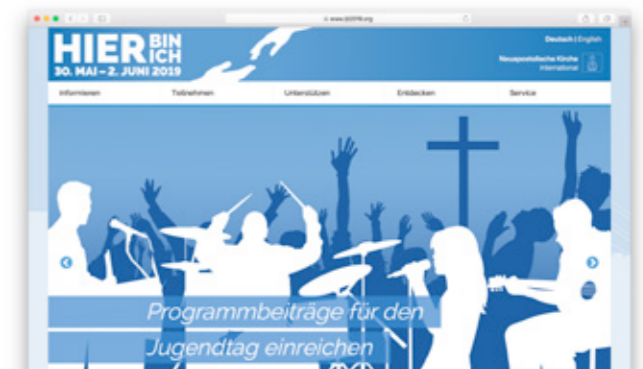 www.ijt2019.org
HIER BIN ICH
30. MAI – 2. JUNI 2019
Deutsch | English
Neuapostolische Kirche
International
Informieren
Teilnehmen
Unterstützen
Entdecken
Service
Programmbeiträge für den
Jugendtag einreichen